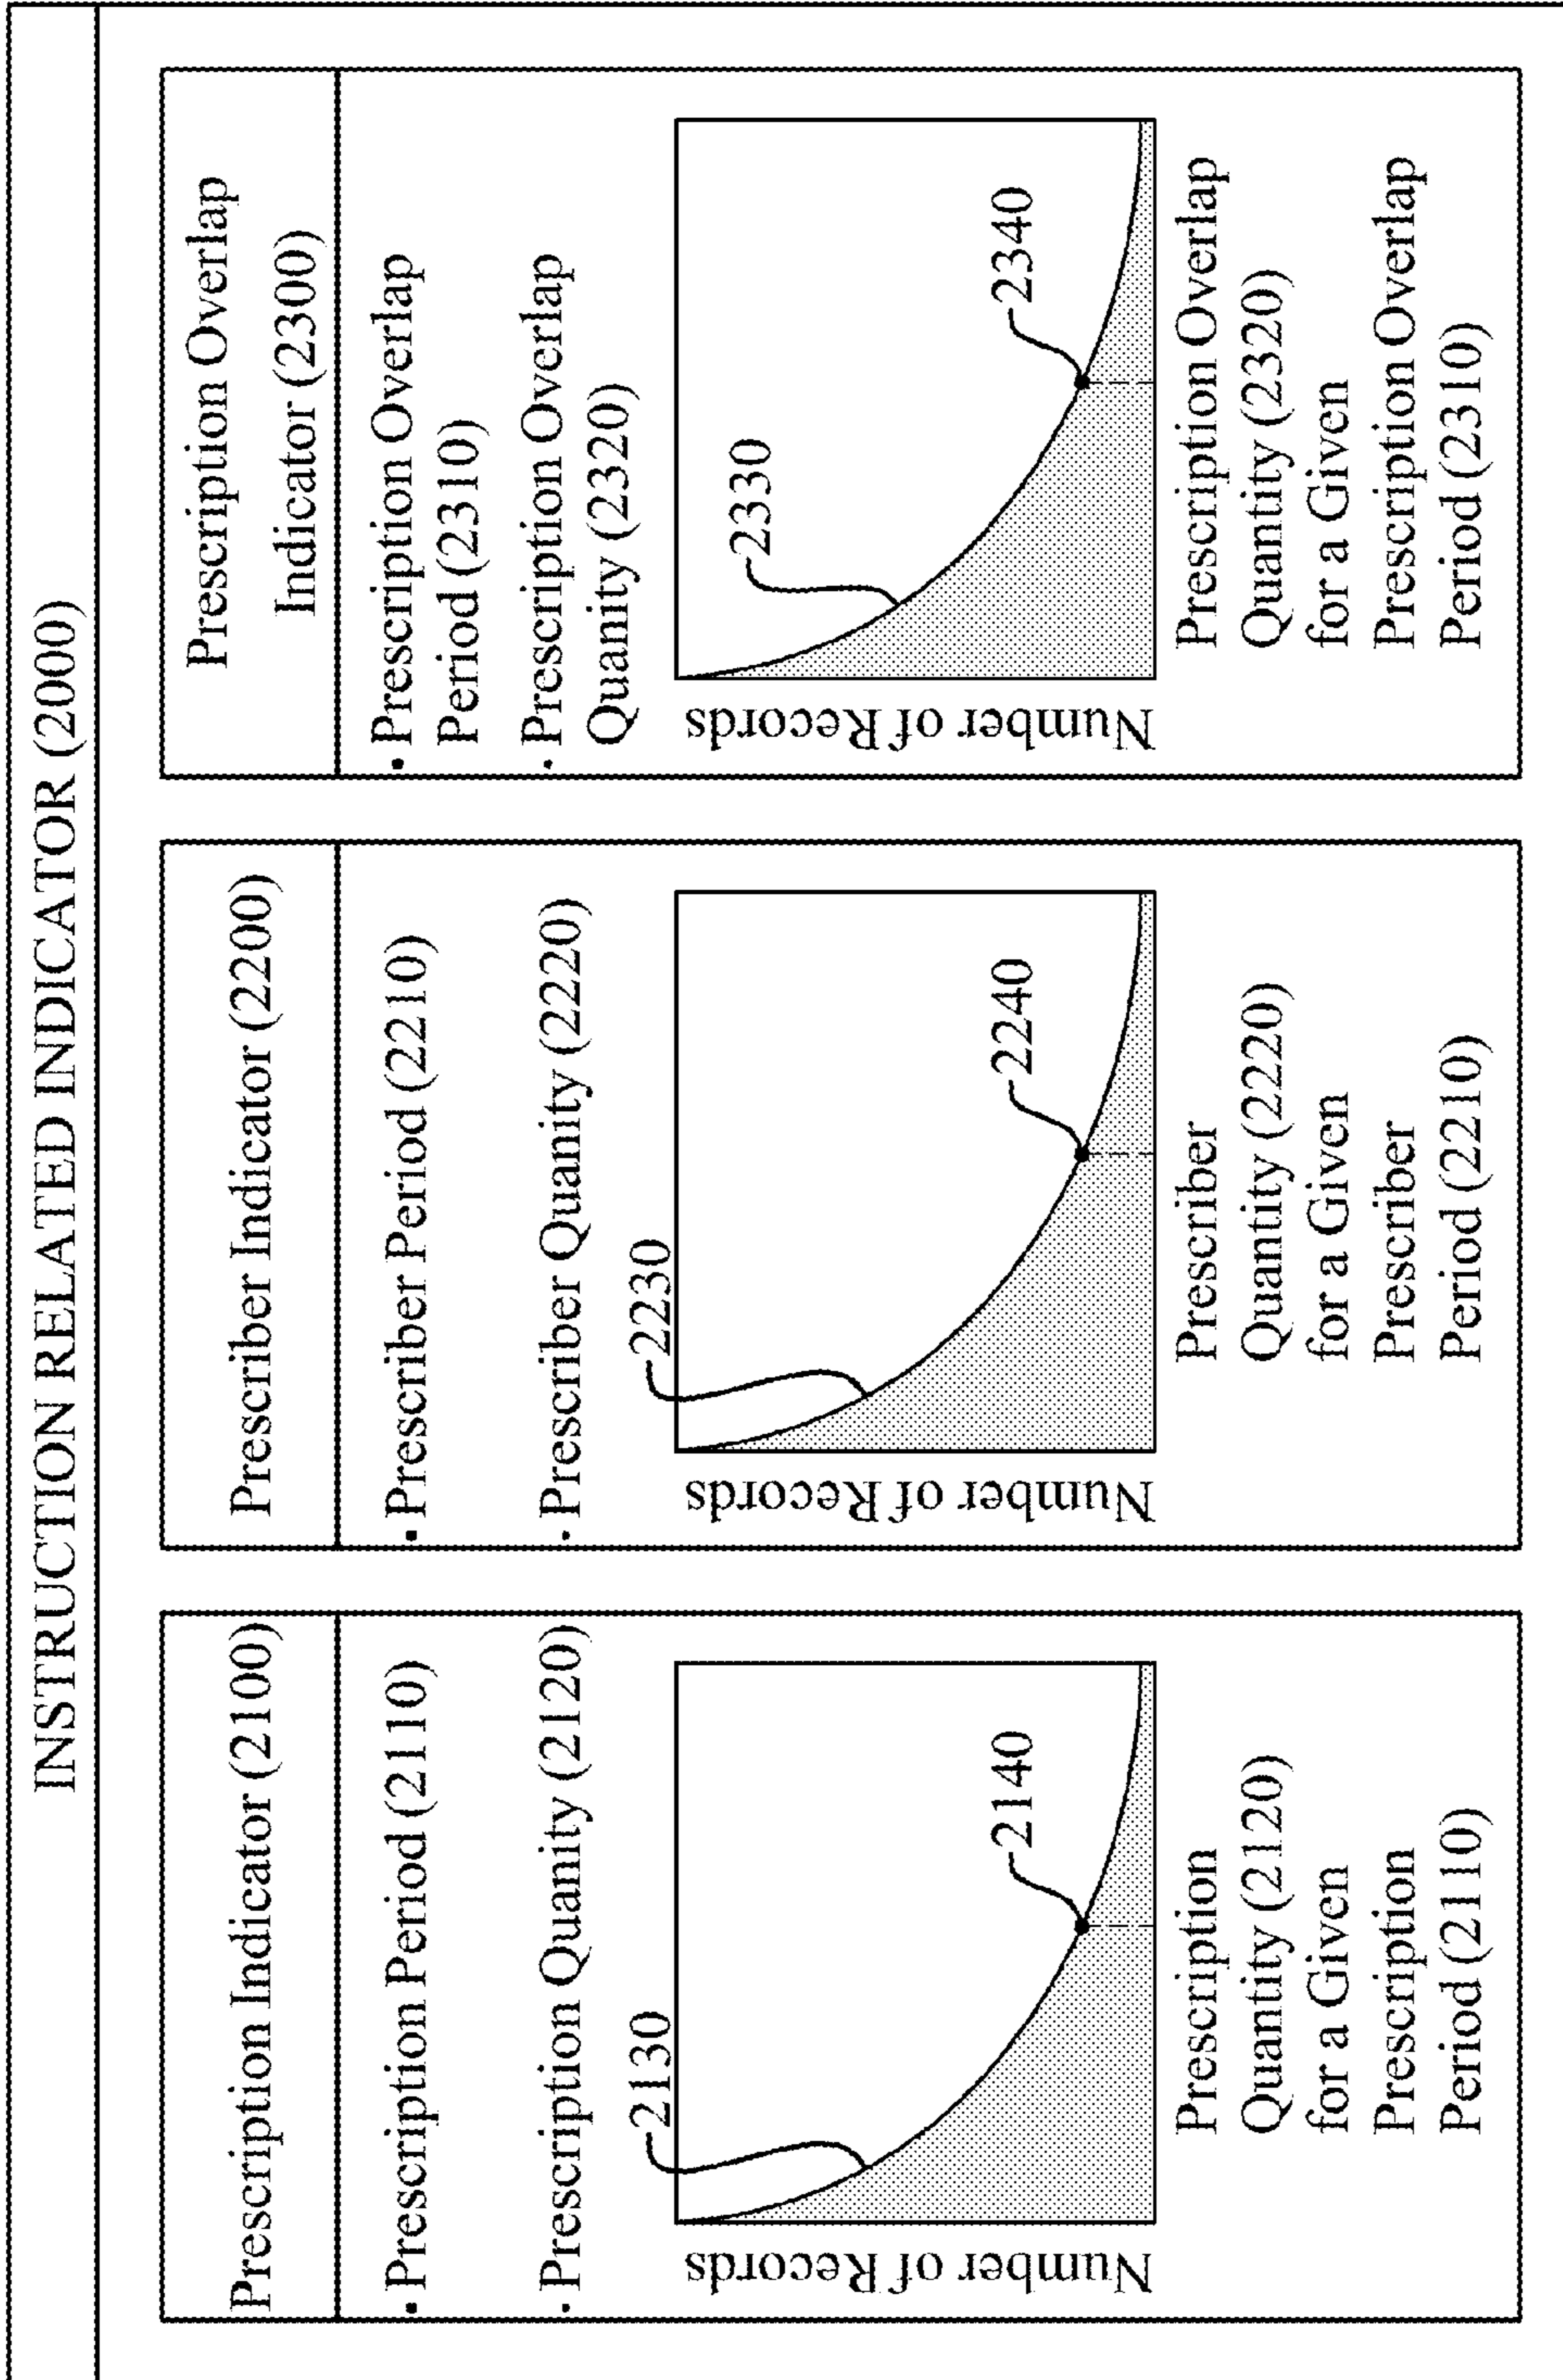 INSTRUCTION RELATED INDICATOR (2000)
Prescription Indicator (2100)
• Prescription Period (2110)
• Prescription Quanity (2120)
2130
2140
Number of Records
Prescription
Quantity (2120)
for a Given
Prescription
Period (2110)
Prescriber Indicator (2200)
• Prescriber Period (2210)
• Prescriber Quanity (2220)
2230
2240
Number of Records
Prescriber
Quantity (2220)
for a Given
Prescriber
Period (2210)
Prescription Overlap
Indicator (2300)
• Prescription Overlap
Period (2310)
• Prescription Overlap
Quanity (2320)
2330
2340
Number of Records
Prescription Overlap
Quantity (2320)
for a Given
Prescription Overlap
Period (2310)